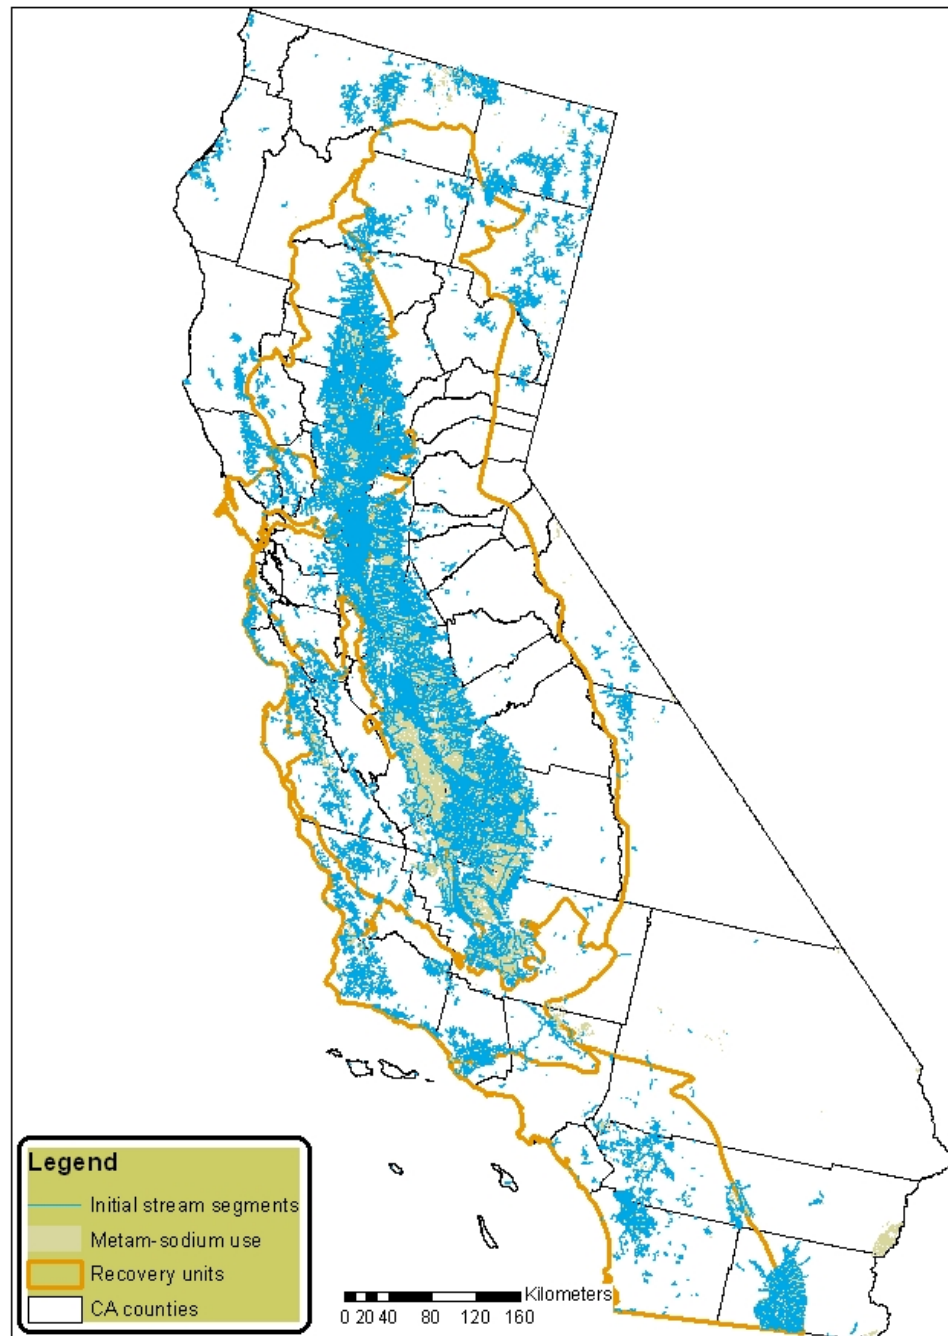 Legend
Initial stream segments
Metam-sodium use
Recovery units
CA counties
Kilometers
0 20 40 80 120 160